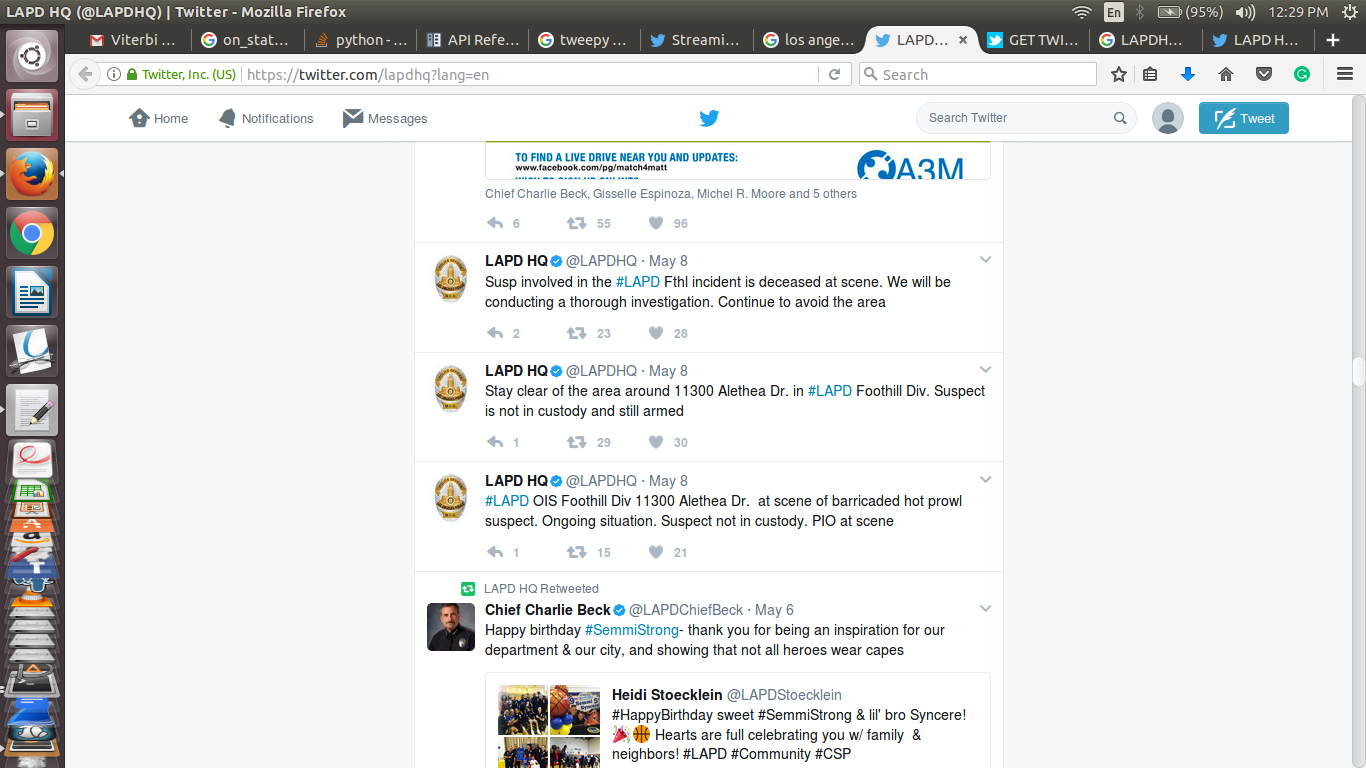 LAPD HQ (@LAPDHQ) | Twitter - Mozilla Firefox
En
(95%)
12:29 PM
Viterbi ...
on_stat...
python - ...
API Refe...
tweepy ...
Streami...
los ange...
LAPD...
GET TWI...
LAPDH...
LAPD H...
Twitter, Inc. (US)
https://twitter.com/lapdhq?lang=en
Search
Home
Notifications
Messages
Search Twitter
Tweet
TO FIND A LIVE DRIVE NEAR YOU AND UPDATES:
www.facebook.com/pg/match4matt
A3M
Chief Charlie Beck, Gisselle Espinoza, Michel R. Moore and 5 others
6 55 96
LAPD HQ @LAPDHQ · May 8
Susp involved in the #LAPD Fthl incident is deceased at scene. We will be
conducting a thorough investigation. Continue to avoid the area
2 23 28
LAPD HQ @LAPDHQ · May 8
Stay clear of the area around 11300 Alethea Dr. in #LAPD Foothill Div. Suspect
is not in custody and still armed
1 29 30
LAPD HQ @LAPDHQ · May 8
#LAPD OIS Foothill Div 11300 Alethea Dr.  at scene of barricaded hot prowl
suspect. Ongoing situation. Suspect not in custody. PIO at scene
1 15 21
LAPD HQ Retweeted
Chief Charlie Beck @LAPDChiefBeck · May 6
Happy birthday #SemmiStrong- thank you for being an inspiration for our
department & our city, and showing that not all heroes wear capes
Heidi Stoecklein @LAPDStoecklein
#HappyBirthday sweet #SemmiStrong & lil' bro Syncere!
🎉🏀 Hearts are full celebrating you w/ family  &
neighbors! #LAPD #Community #CSP